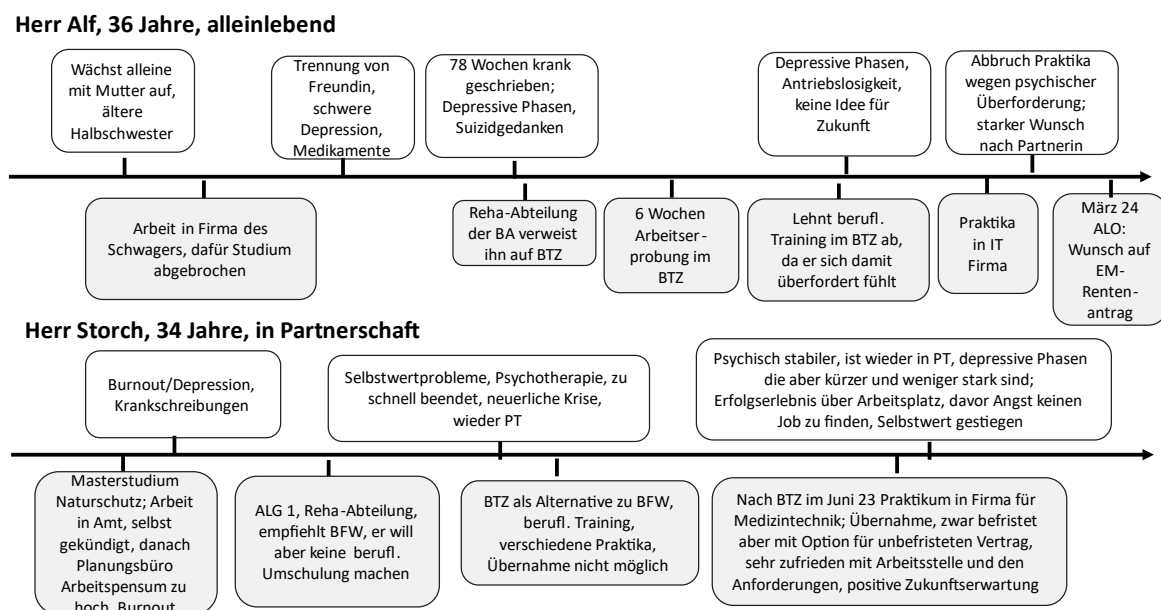 Herr Alf, 36 Jahre, alleinlebend
Wächst alleine
mit Mutter auf,
ältere
Halbschwester
Trennung von
Freundin,
schwere
Depression,
Medikamente
78 Wochen krank
geschrieben;
Depressive Phasen,
Suizidgedanken
Depressive Phasen,
Antriebslosigkeit,
keine Idee für
Zukunft
Abbruch Praktika
wegen psychischer
Überforderung;
starker Wunsch
nach Partnerin
Arbeit in Firma des
Schwagers, dafür Studium
abgebrochen
Reha-Abteilung
der BA verweist
ihn auf BTZ
6 Wochen
Arbeitser-
probung im
BTZ
Lehnt berufl.
Training im BTZ ab,
da er sich damit
überfordert fühlt
Praktika
in IT
Firma
März 24
ALO:
Wunsch auf
EM-
Renten-
antrag
Herr Storch, 34 Jahre, in Partnerschaft
Burnout/Depression,
Krankschreibungen
Selbstwertprobleme, Psychotherapie, zu
schnell beendet, neuerliche Krise,
wieder PT
Psychisch stabiler, ist wieder in PT, depressive Phasen
die aber kürzer und weniger stark sind;
Erfolgserlebnis über Arbeitsplatz, davor Angst keinen
Job zu finden, Selbstwert gestiegen
Masterstudium
Naturschutz; Arbeit
in Amt, selbst
gekündigt, danach
Planungsbüro
Arbeitspensum zu
hoch, Burnout
ALG 1, Reha-Abteilung,
empfiehlt BFW, er will
aber keine berufl.
Umschulung machen
BTZ als Alternative zu BFW,
berufl. Training,
verschiedene Praktika,
Übernahme nicht möglich
Nach BTZ im Juni 23 Praktikum in Firma für
Medizintechnik; Übernahme, zwar befristet
aber mit Option für unbefristeten Vertrag,
sehr zufrieden mit Arbeitsstelle und den
Anforderungen, positive Zukunftserwartung